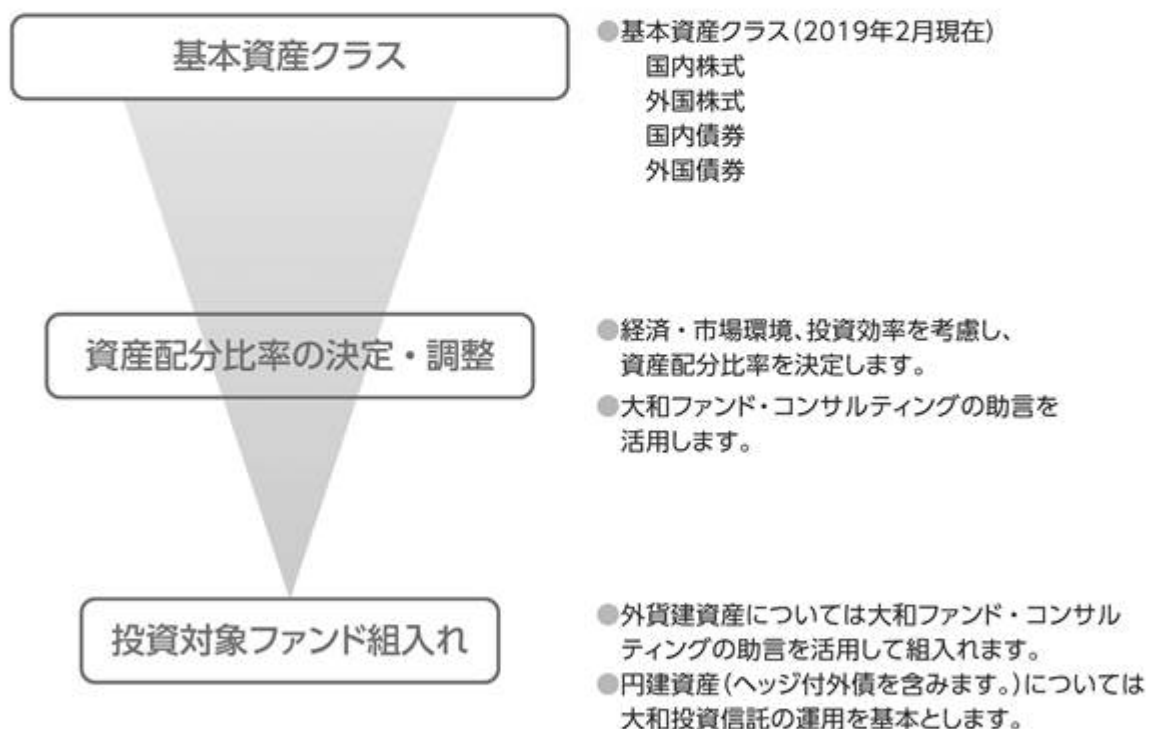 基本資産クラス
●基本資産クラス(2019年2月現在)
国内株式
外国株式
国内債券
外国債券
資産配分比率の決定・調整
●経済・市場環境、投資効率を考慮し、
資産配分比率を決定します。
●大和ファンド・コンサルティングの助言を
活用します。
投資対象ファンド組入れ
●外貨建資産については大和ファンド・コンサル
ティングの助言を活用して組入れます。
●円建資産(ヘッジ付外債を含みます。)については
大和投資信託の運用を基本とします。